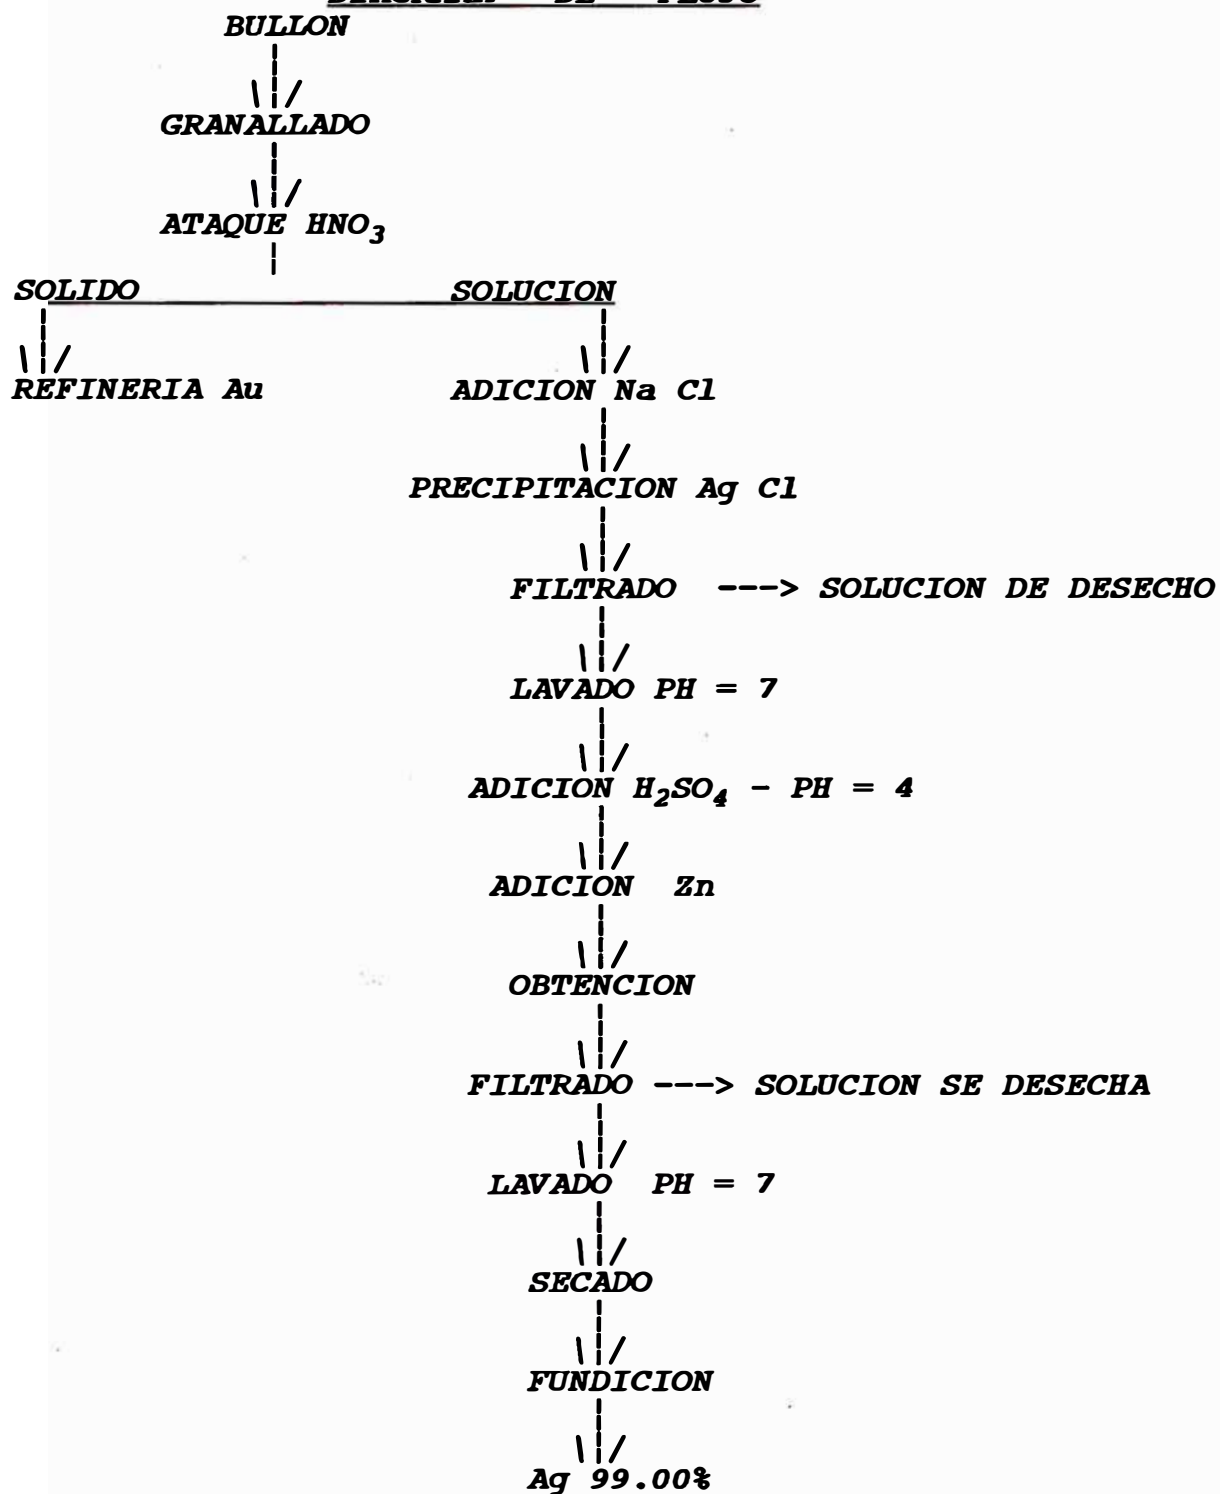 DE FLUJO
BULLON
GRANALLADO
ATAQUE HNO3
SOLIDO SOLUCION
REFINERIA Au ADICION Na Cl
PRECIPITACION Ag Cl
FILTRADO ---> SOLUCION DE DESECHO
LAVADO PH = 7
ADICION H2SO4 - PH = 4
ADICION Zn
OBTENCION
FILTRADO ---> SOLUCION SE DESECHA
LAVADO PH = 7
SECADO
FUNDICION
Ag 99.00%